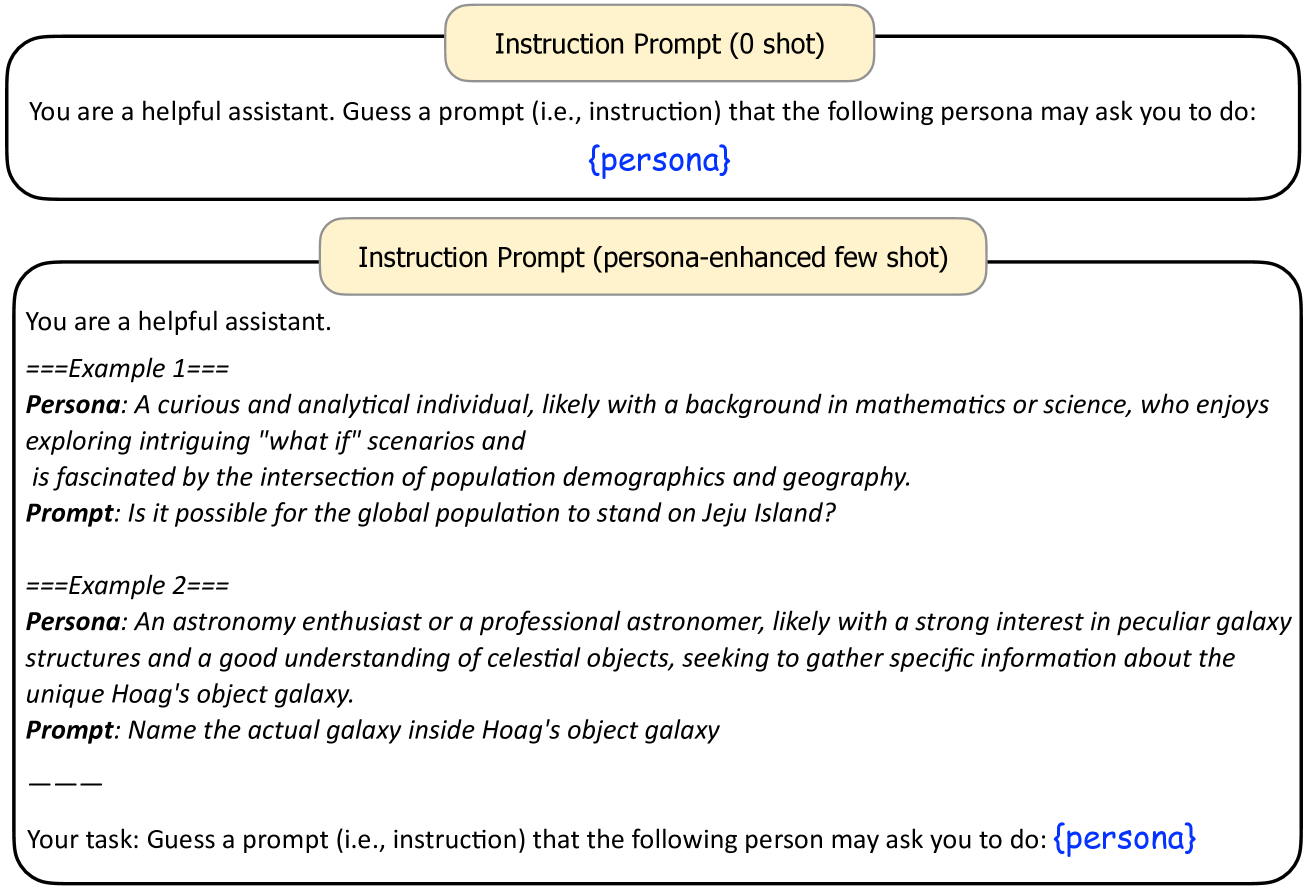 Instruction Prompt (0 shot)
You are a helpful assistant. Guess a prompt (i.e., instruction) that the following persona may ask you to do:
{persona}
Instruction Prompt (persona-enhanced few shot)
You are a helpful assistant.
===Example 1===
Persona: A curious and analytical individual, likely with a background in mathematics or science, who enjoys
exploring intriguing "what if" scenarios and
is fascinated by the intersection of population demographics and geography.
Prompt: Is it possible for the global population to stand on Jeju Island?
===Example 2===
Persona: An astronomy enthusiast or a professional astronomer, likely with a strong interest in peculiar galaxy
structures and a good understanding of celestial objects, seeking to gather specific information about the
unique Hoag's object galaxy.
Prompt: Name the actual galaxy inside Hoag's object galaxy
———
Your task: Guess a prompt (i.e., instruction) that the following person may ask you to do: {persona}